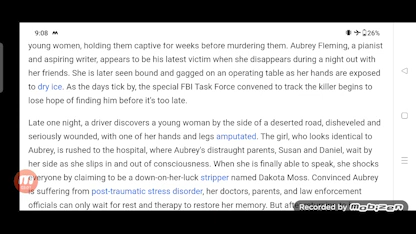 9:08 M
26%
young women, holding them captive for weeks before murdering them. Aubrey Fleming, a pianist
and aspiring writer, appears to be his latest victim when she disappears during a night out with
her friends. She is later seen bound and gagged on an operating table as her hands are exposed
to dry ice. As the days tick by, the special FBI Task Force convened to track the killer begins to
lose hope of finding him before it's too late.
Late one night, a driver discovers a young woman by the side of a deserted road, disheveled and
seriously wounded, with one of her hands and legs amputated. The girl, who looks identical to
Aubrey, is rushed to the hospital, where Aubrey's distraught parents, Susan and Daniel, wait by
her side as she slips in and out of consciousness. When she is finally able to speak, she shocks
everyone by claiming to be a down-on-her-luck stripper named Dakota Moss. Convinced Aubrey
is suffering from post-traumatic stress disorder, her doctors, parents, and law enforcement
officials can only wait for rest and therapy to restore her memory. But after
Recorded by Mobizen